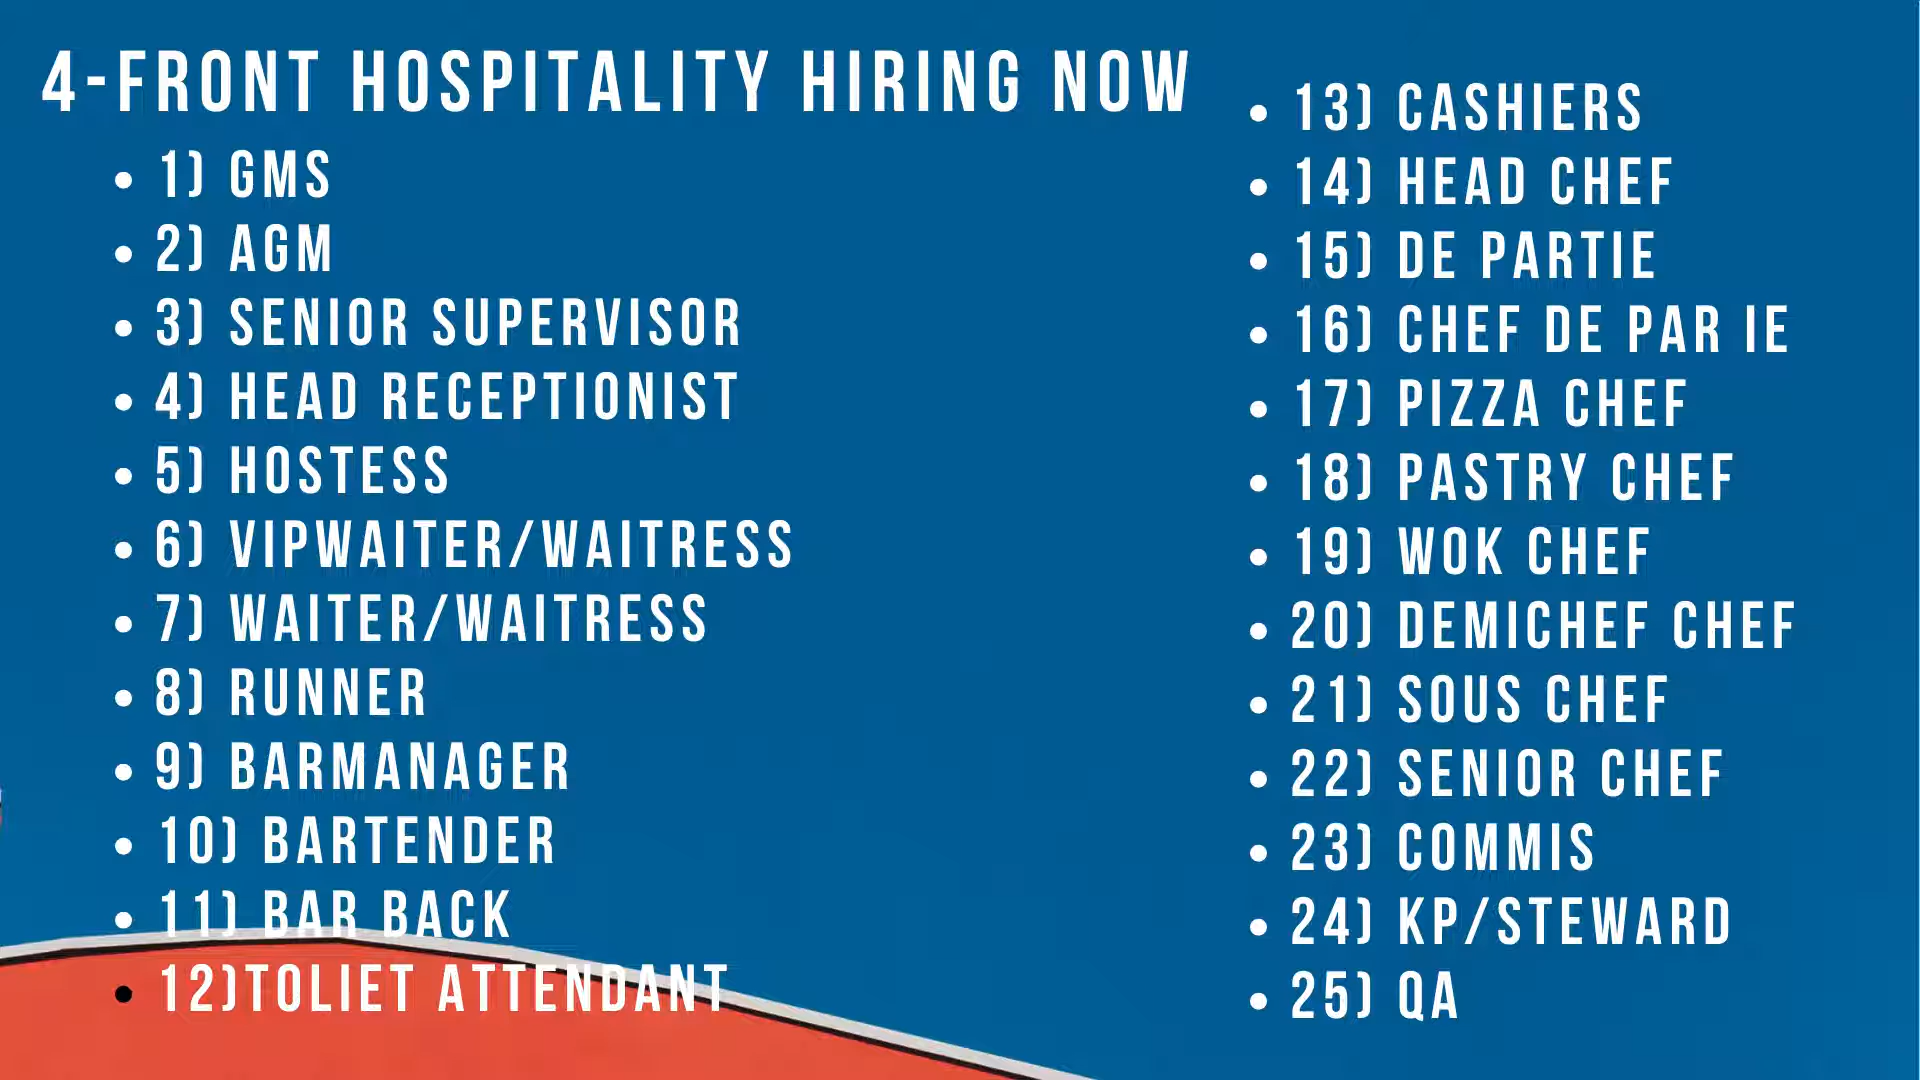 4-FRONT HOSPITALITY HIRING NOW
1) GMS
2) AGM
3) SENIOR SUPERVISOR
4) HEAD RECEPTIONIST
5) HOSTESS
6) VIPWAITER/WAITRESS
7) WAITER/WAITRESS
8) RUNNER
9) BARMANAGER
10) BARTENDER
11) BAR BACK
12)TOLIET ATTENDANT
13) CASHIERS
14) HEAD CHEF
15) DE PARTIE
16) CHEF DE PAR IE
17) PIZZA CHEF
18) PASTRY CHEF
19) WOK CHEF
20) DEMICHEF CHEF
21) SOUS CHEF
22) SENIOR CHEF
23) COMMIS
24) KP/STEWARD
25) QA